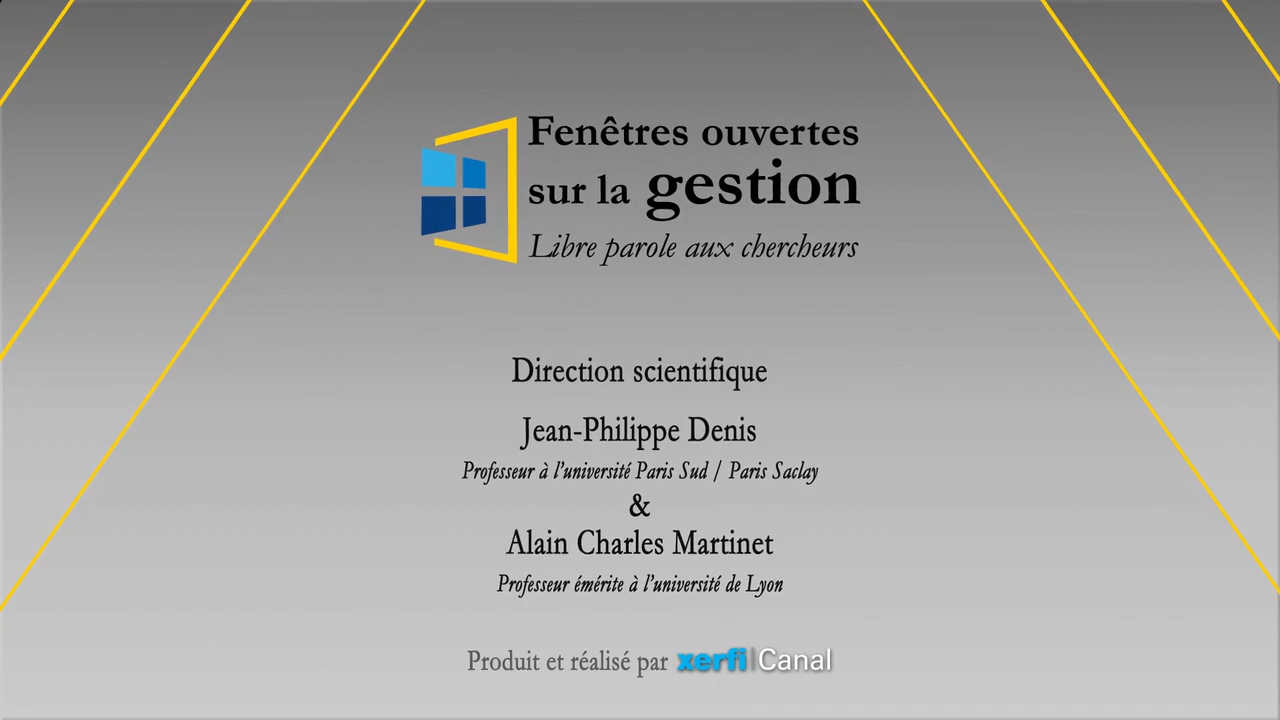 Fenêtres ouvertes
sur la gestion
Libre parole aux chercheurs
Direction scientifique
Jean-Philippe Denis
Professeur à l'université Paris Sud / Paris Saclay
&
Alain Charles Martinet
Professeur émérite à l'université de Lyon
Produit et réalisé par xerfi|Canal